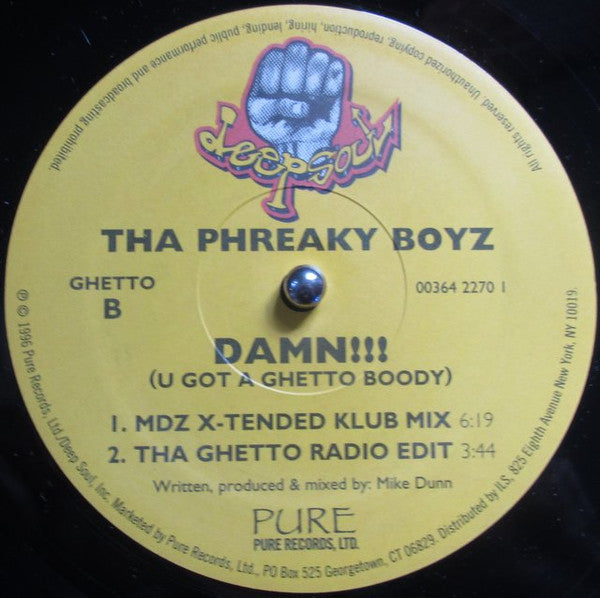 All rights reserved. Unauthorized copying, reproduction, hiring, lending, public performance and broadcasting prohibited.
deepsoul
THA PHREAKY BOYZ
GHETTO
B
00364 2270 1
DAMN!!!
(U GOT A GHETTO BOODY)
1. MDZ X-TENDED KLUB MIX 6:19
2. THA GHETTO RADIO EDIT 3:44
Written, produced & mixed by: Mike Dunn
PURE
PURE RECORDS, LTD.
℗ © 1996 Pure Records, Ltd./Deep Soul, Inc. Marketed by Pure Records, Ltd., PO Box 525 Georgetown, CT 06829. Distributed by ILS, 825 Eighth Avenue New York, NY 10019.